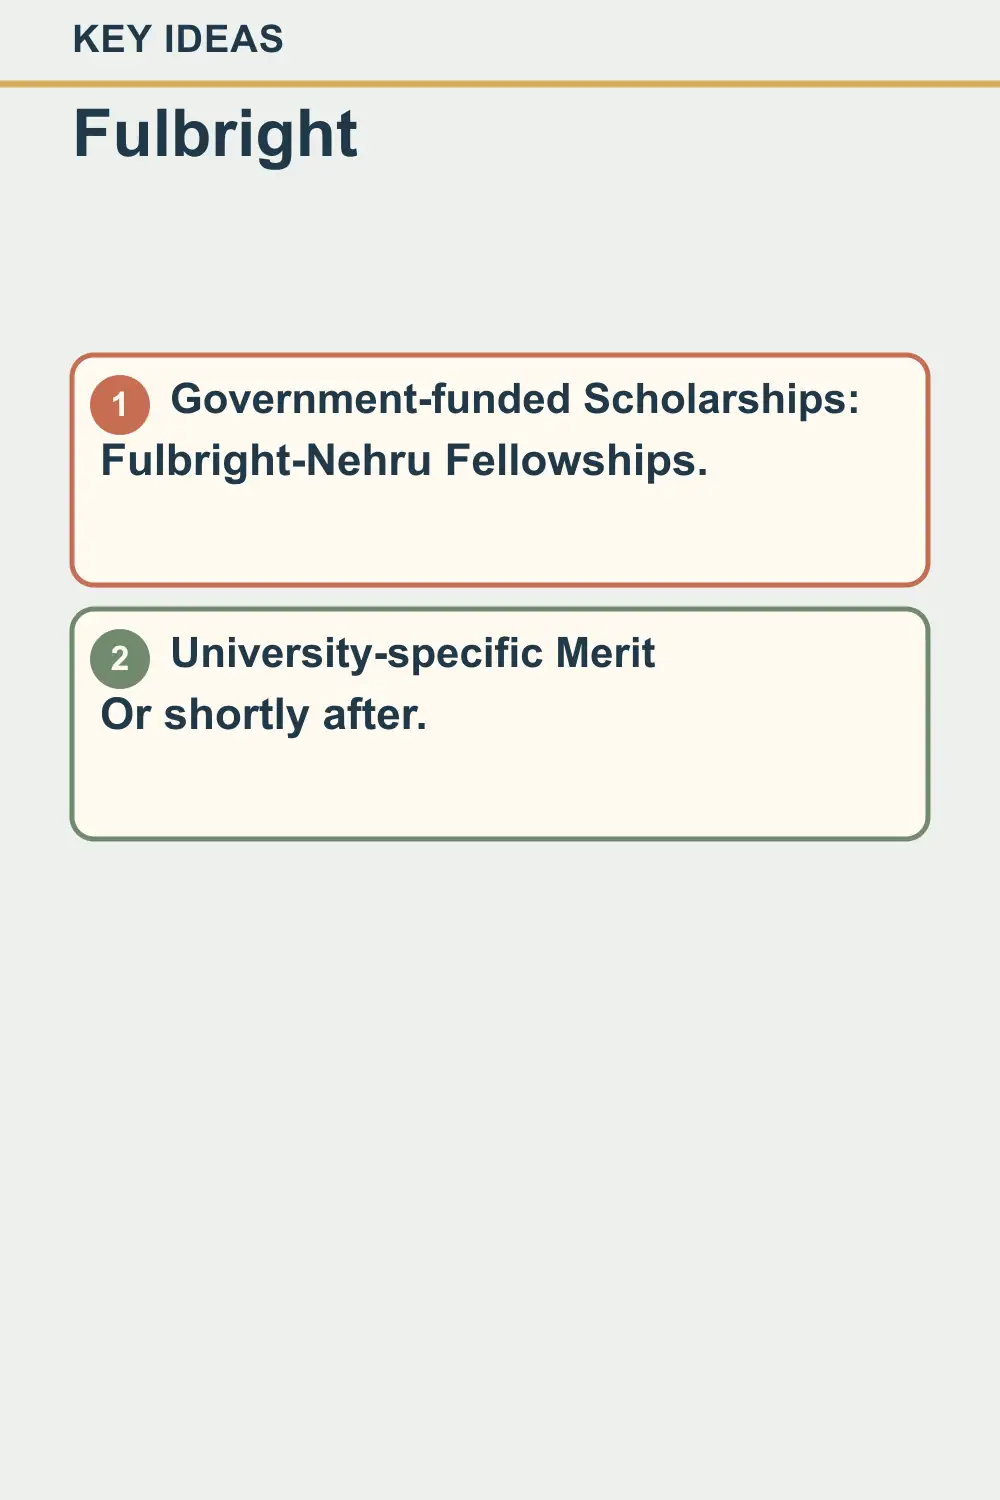 KEY IDEAS
Fulbright
1 Government-funded Scholarships:
Fulbright-Nehru Fellowships.
2 University-specific Merit
Or shortly after.